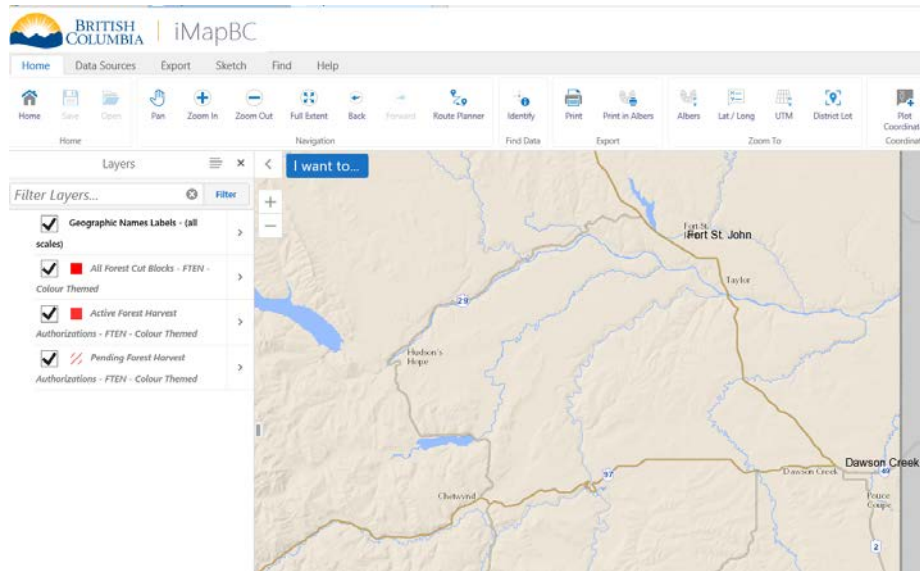 BRITISH COLUMBIA
iMapBC
Home Data Sources Export Sketch Find Help
Home Save Open Pan Zoom In Zoom Out Full Extent Back Forward Route Planner Identify Print Print in Albers Albers Lat./ Long UTM District Lot Plot Coordinat
Home Navigation Find Data Export Zoom To Coordinat
Layers
I want to...
Filter Layers... Filter
Geographic Names Labels - (all
scales)
All Forest Cut Blocks - FTEN -
Colour Themed
Active Forest Harvest
Authorizations - FTEN - Colour Themed
Pending Forest Harvest
Authorizations - FTEN - Colour Themed
Fort St.
Fort St. John
Taylor
29
Hudson's
Hope
Dawson Creek
Dawson Creek
97
49
Chetwynd
Pouce
Coupe
2